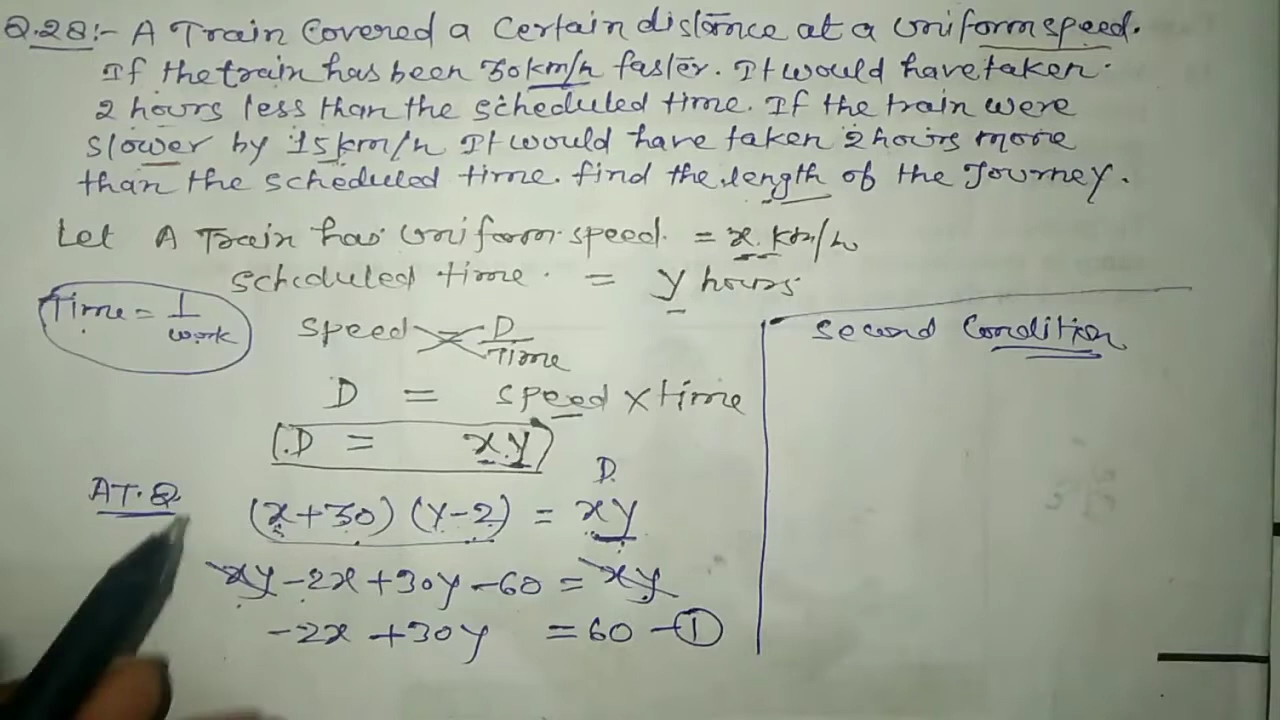 Q.28:- A Train Covered a Certain distance at a uniform speed.
If the train has been 30km/h faster. It would have taken.
2 hours less than the scheduled time. If the train were
slower by 15km/h It would have taken 2 hours more
than the scheduled time. find the length of the Journey.
Let A Train has uniform speed. = x. km/h
scheduled time. = y hours.
Time = 1/work
speed = D/Time
D = speed × time
D = x.y
D.
AT.Q (x+30) (y-2) = xy
xy-2x+30y-60 = xy
-2x +30y = 60 -①
Second Condition